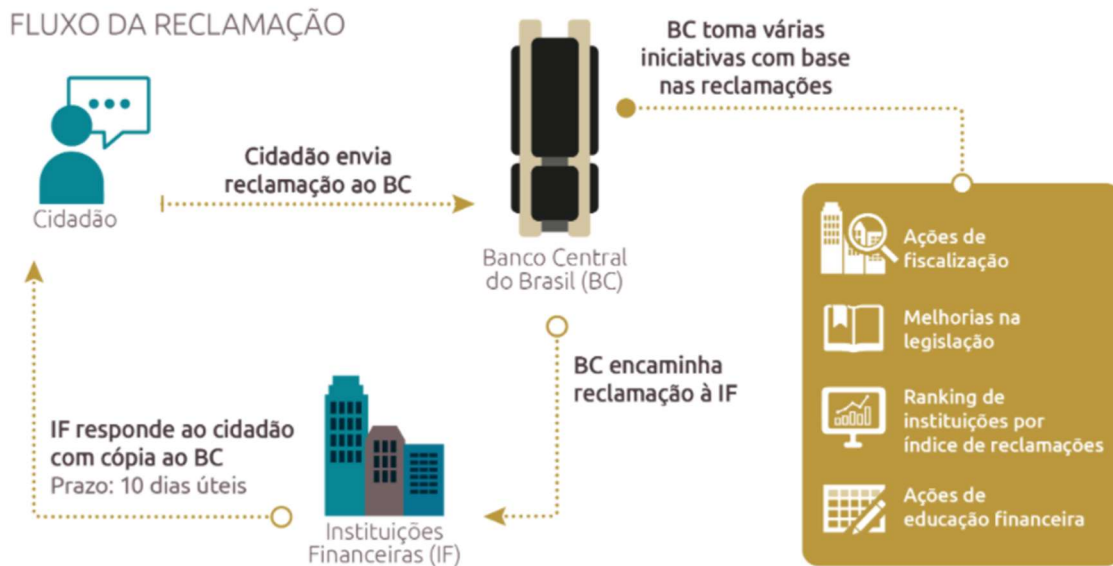 FLUXO DA RECLAMAÇÃO
Cidadão
Cidadão envia
reclamação ao BC
Banco Central
do Brasil (BC)
BC toma várias
iniciativas com base
nas reclamações
Ações de
fiscalização
Melhorias na
legislação
Ranking de
instituições por
índice de reclamações
Ações de
educação financeira
BC encaminha
reclamação à IF
Instituições
Financeiras (IF)
IF responde ao cidadão
com cópia ao BC
Prazo: 10 dias úteis